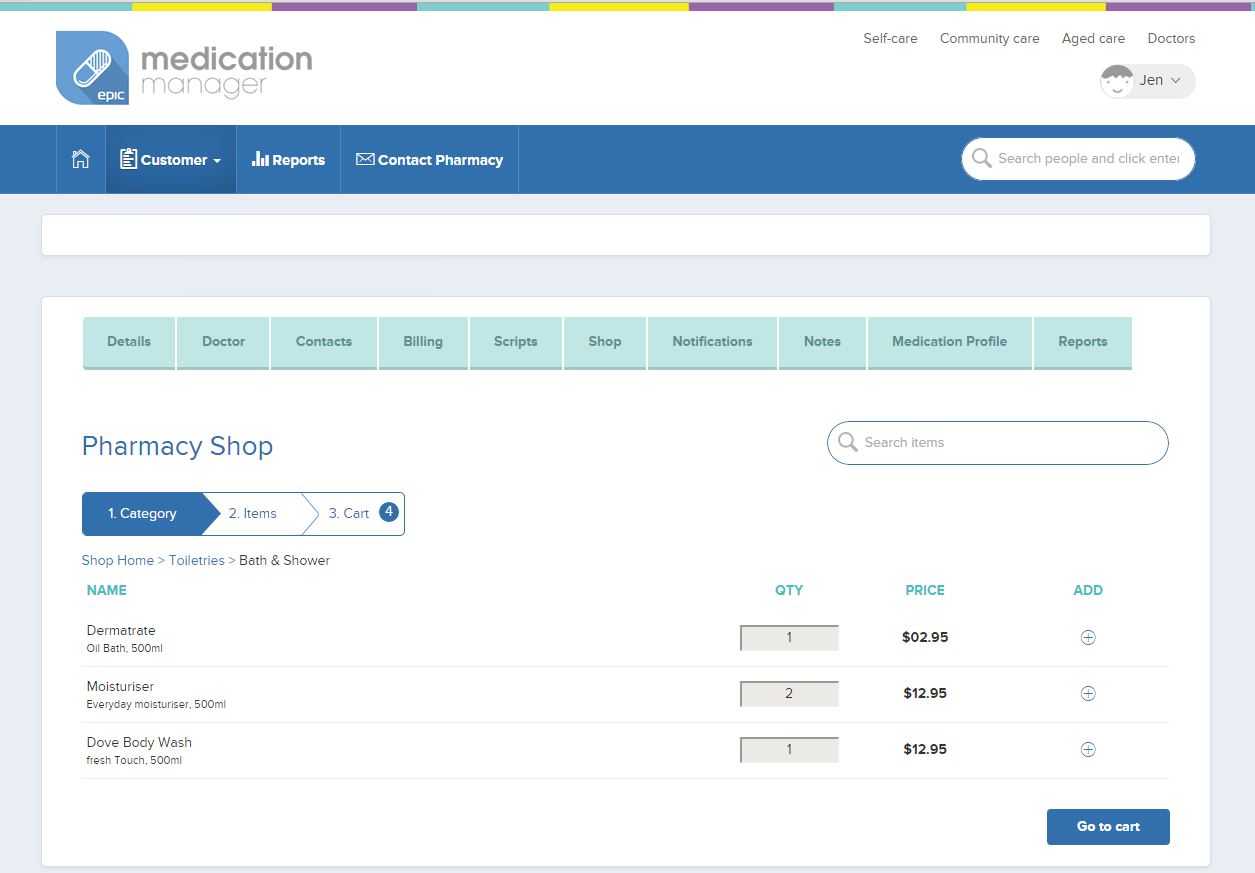 Self-care Community care Aged care Doctors
medication
manager
epic
Jen
Customer Reports Contact Pharmacy Search people and click enter
Details Doctor Contacts Billing Scripts Shop Notifications Notes Medication Profile Reports
Pharmacy Shop
Search items
1. Category 2. Items 3. Cart 4
Shop Home > Toiletries > Bath & Shower
NAME QTY PRICE ADD
Dermatrate
Oil Bath, 500ml
1 $02.95
Moisturiser
Everyday moisturiser, 500ml
2 $12.95
Dove Body Wash
fresh Touch, 500ml
1 $12.95
Go to cart